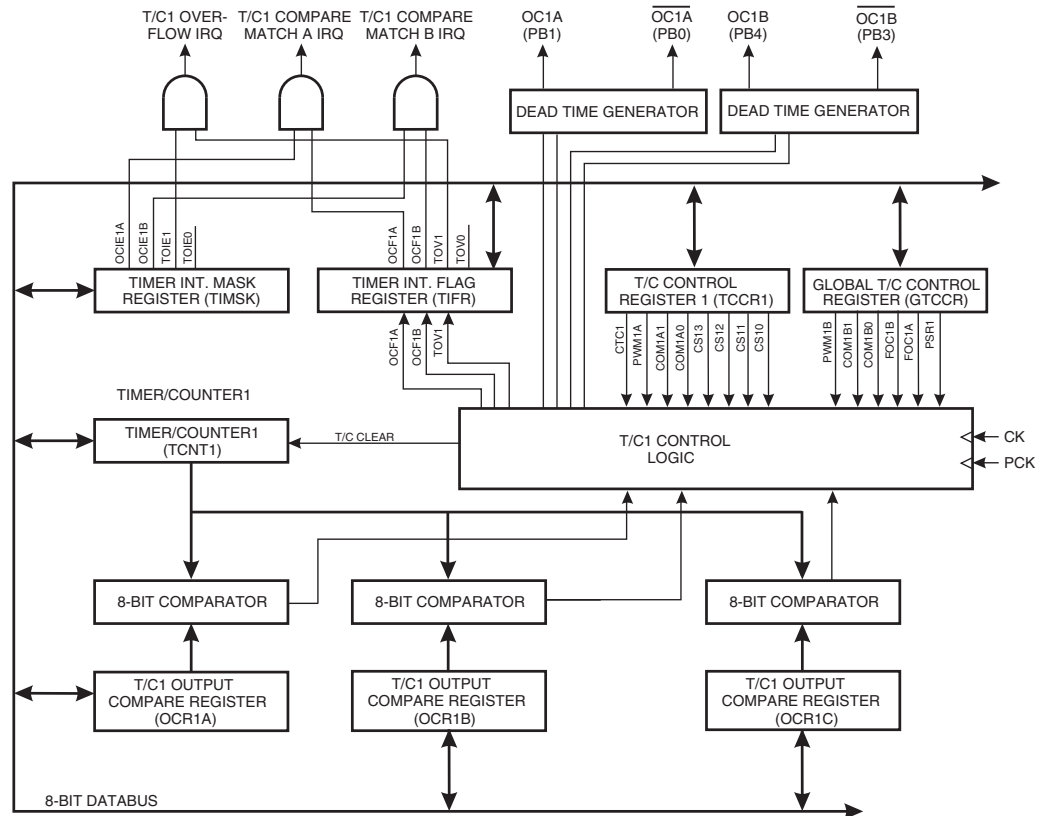 T/C1 OVER-
FLOW IRQ
T/C1 COMPARE
MATCH A IRQ
T/C1 COMPARE
MATCH B IRQ
OC1A
(PB1)
OC1A
(PB0)
OC1B
(PB4)
OC1B
(PB3)
DEAD TIME GENERATOR
DEAD TIME GENERATOR
OCIE1A
OCIE1B
TOIE1
TOIE0
OCF1A
OCF1B
TOV1
TOV0
TIMER INT. MASK
REGISTER (TIMSK)
TIMER INT. FLAG
REGISTER (TIFR)
T/C CONTROL
REGISTER 1 (TCCR1)
GLOBAL T/C CONTROL
REGISTER (GTCCR)
OCF1A
OCF1B
TOV1
CTC1
PWM1A
COM1A1
COM1A0
CS13
CS12
CS11
CS10
PWM1B
COM1B1
COM1B0
FOC1B
FOC1A
PSR1
TIMER/COUNTER1
TIMER/COUNTER1
(TCNT1)
T/C CLEAR
T/C1 CONTROL
LOGIC
CK
PCK
8-BIT COMPARATOR
8-BIT COMPARATOR
8-BIT COMPARATOR
T/C1 OUTPUT
COMPARE REGISTER
(OCR1A)
T/C1 OUTPUT
COMPARE REGISTER
(OCR1B)
T/C1 OUTPUT
COMPARE REGISTER
(OCR1C)
8-BIT DATABUS